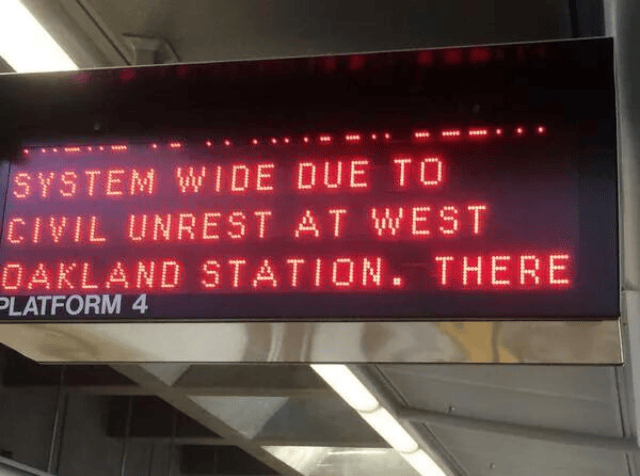 SYSTEM WIDE DUE TO
CIVIL UNREST AT WEST
OAKLAND STATION. THERE
PLATFORM 4